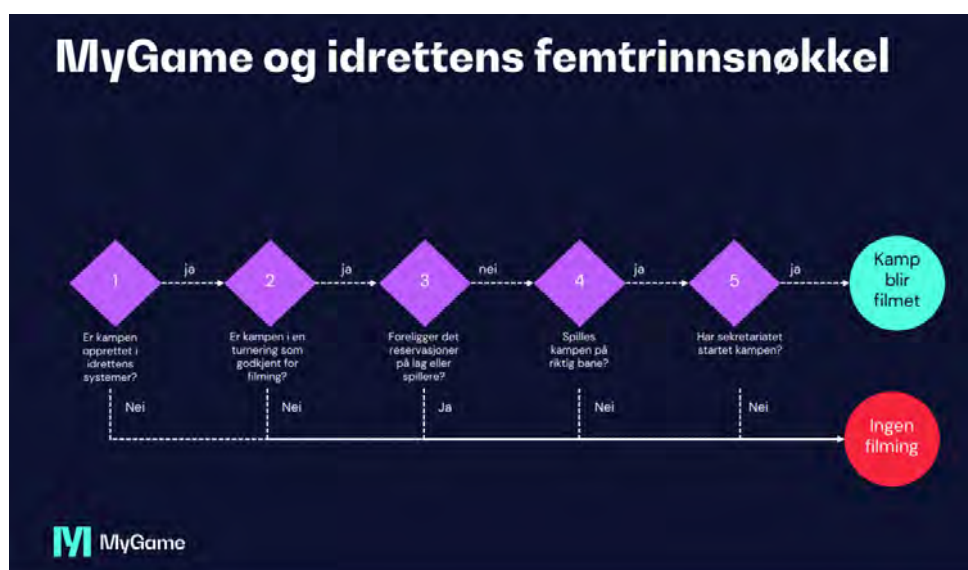 MyGame og idrettens femtrinnsnøkkel
1
ja
2
ja
3
nei
4
ja
5
ja
Kamp
blir
filmet
Er kampen
opprettet i
idrettens
systemer?
Er kampen i en
turnering som
godkjent for
filming?
Foreligger det
reservasjoner
på lag eller
spillere?
Spilles
kampen på
riktig bane?
Har sekretariatet
startet kampen?
Nei
Nei
Ja
Nei
Nei
Ingen
filming
MyGame